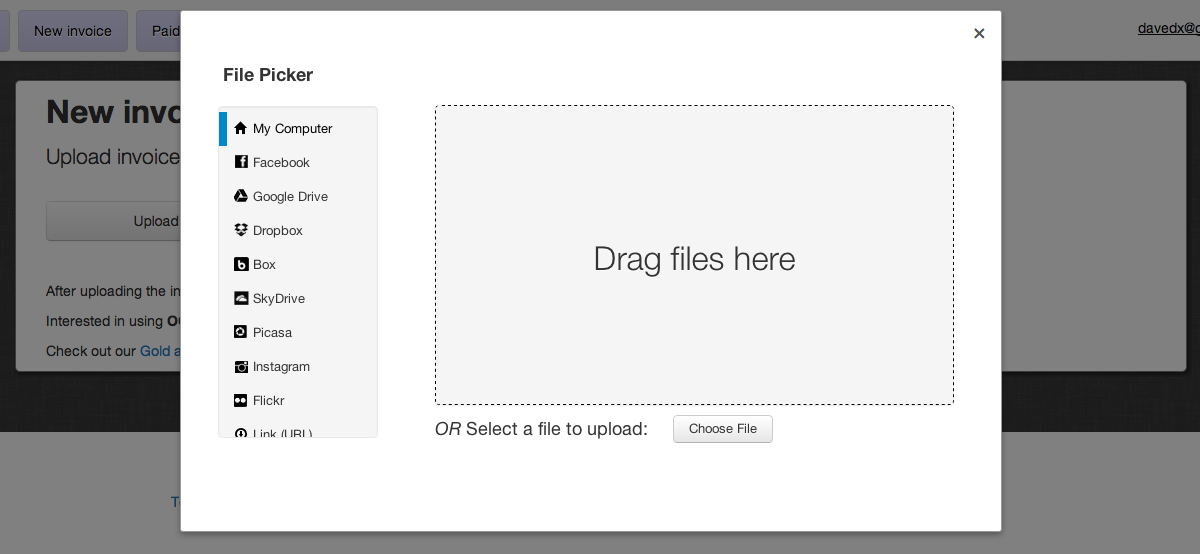 New invoice
Paid
davedx@g
File Picker
New invo
Upload invoice
Upload
After uploading the in
Interested in using O
Check out our Gold a
My Computer
Facebook
Google Drive
Dropbox
Box
SkyDrive
Picasa
Instagram
Flickr
Link (URL)
Drag files here
OR Select a file to upload:
Choose File
T